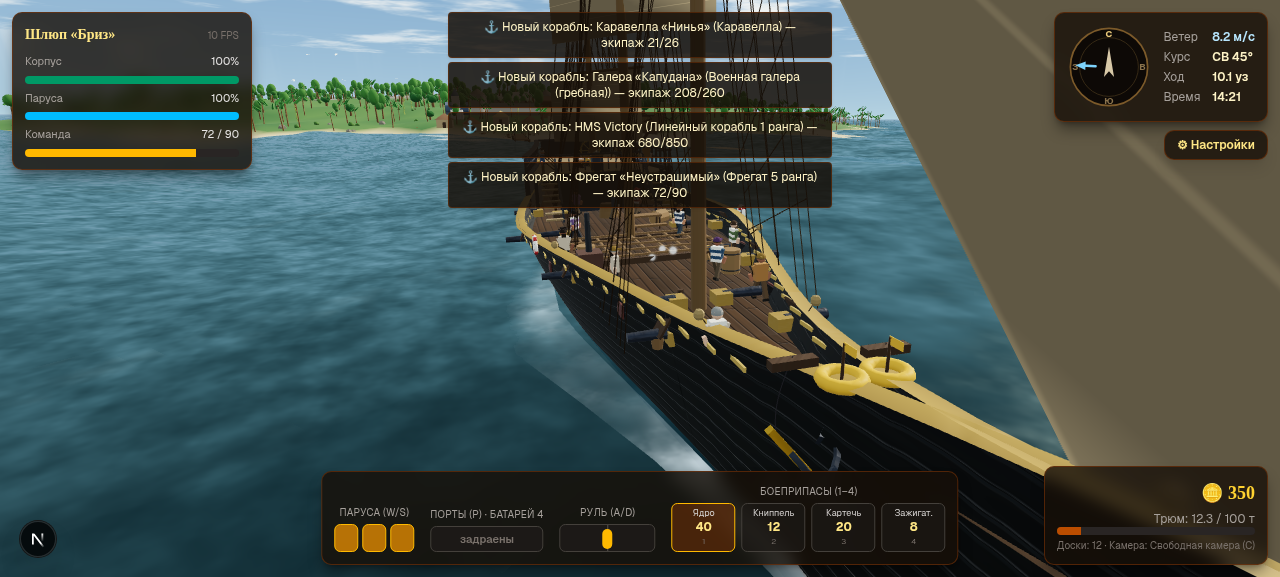 Шлюп «Бриз»
10 FPS
Корпус 100%
Паруса 100%
Команда 72 / 90
⚓ Новый корабль: Каравелла «Нинья» (Каравелла) —
экипаж 21/26
⚓ Новый корабль: Галера «Капудана» (Военная галера
(гребная)) — экипаж 208/260
⚓ Новый корабль: HMS Victory (Линейный корабль 1 ранга) —
экипаж 680/850
⚓ Новый корабль: Фрегат «Неустрашимый» (Фрегат 5 ранга)
— экипаж 72/90
С
З В
Ю
Ветер 8.2 м/с
Курс СВ 45°
Ход 10.1 уз
Время 14:21
⚙ Настройки
ПАРУСА (W/S)
ПОРТЫ (P) · БАТАРЕЙ 4
задраены
РУЛЬ (A/D)
БОЕПРИПАСЫ (1–4)
Ядро
40
1
Книппель
12
2
Картечь
20
3
Зажигат.
8
4
🪙 350
Трюм: 12.3 / 100 т
Доски: 12 · Камера: Свободная камера (C)
N